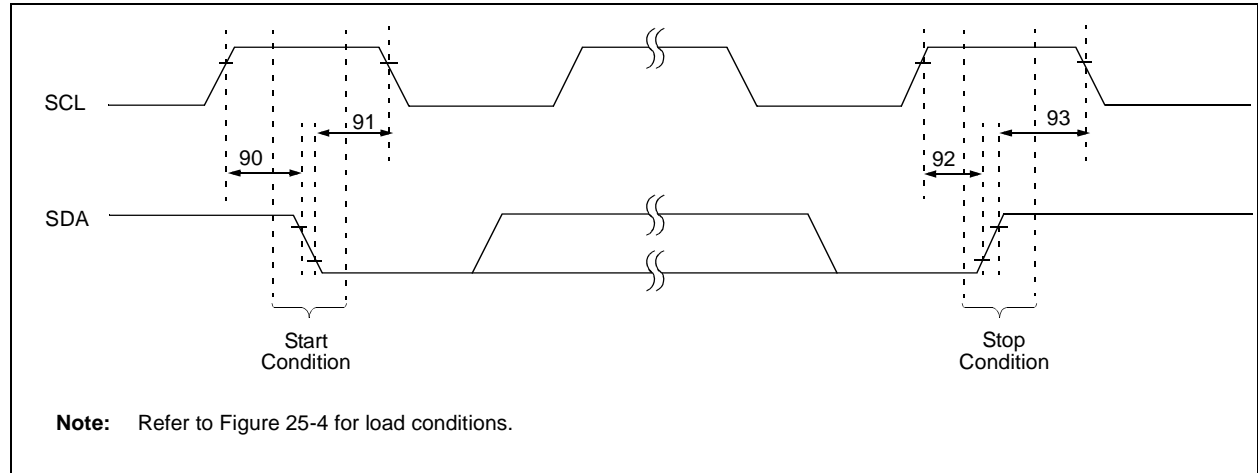 SCL
91
93
90
92
SDA
Start
Condition
Stop
Condition
Note: Refer to Figure 25-4 for load conditions.